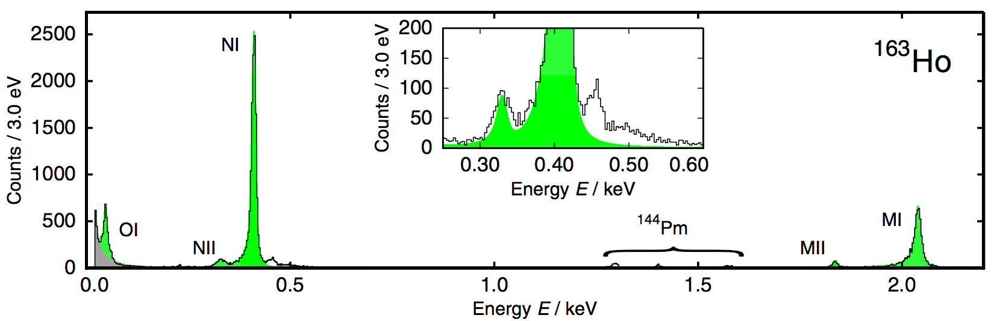 2500
2000
1500
1000
500
0
Counts / 3.0 eV
0.0
0.5
1.0
1.5
2.0
Energy E / keV
OI
NII
NI
144Pm
MII
MI
163Ho
200
150
100
50
0
Counts / 3.0 eV
0.30
0.40
0.50
0.60
Energy E / keV